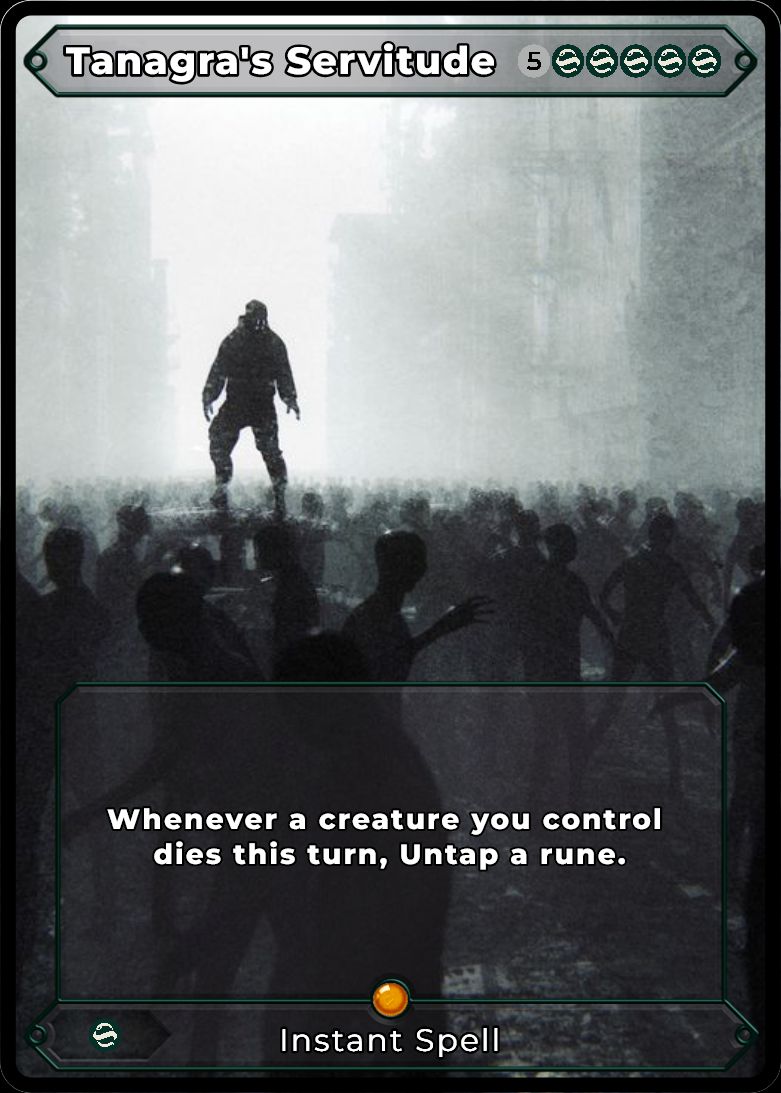 Tanagra's Servitude 5
Whenever a creature you control
dies this turn, Untap a rune.
Instant Spell